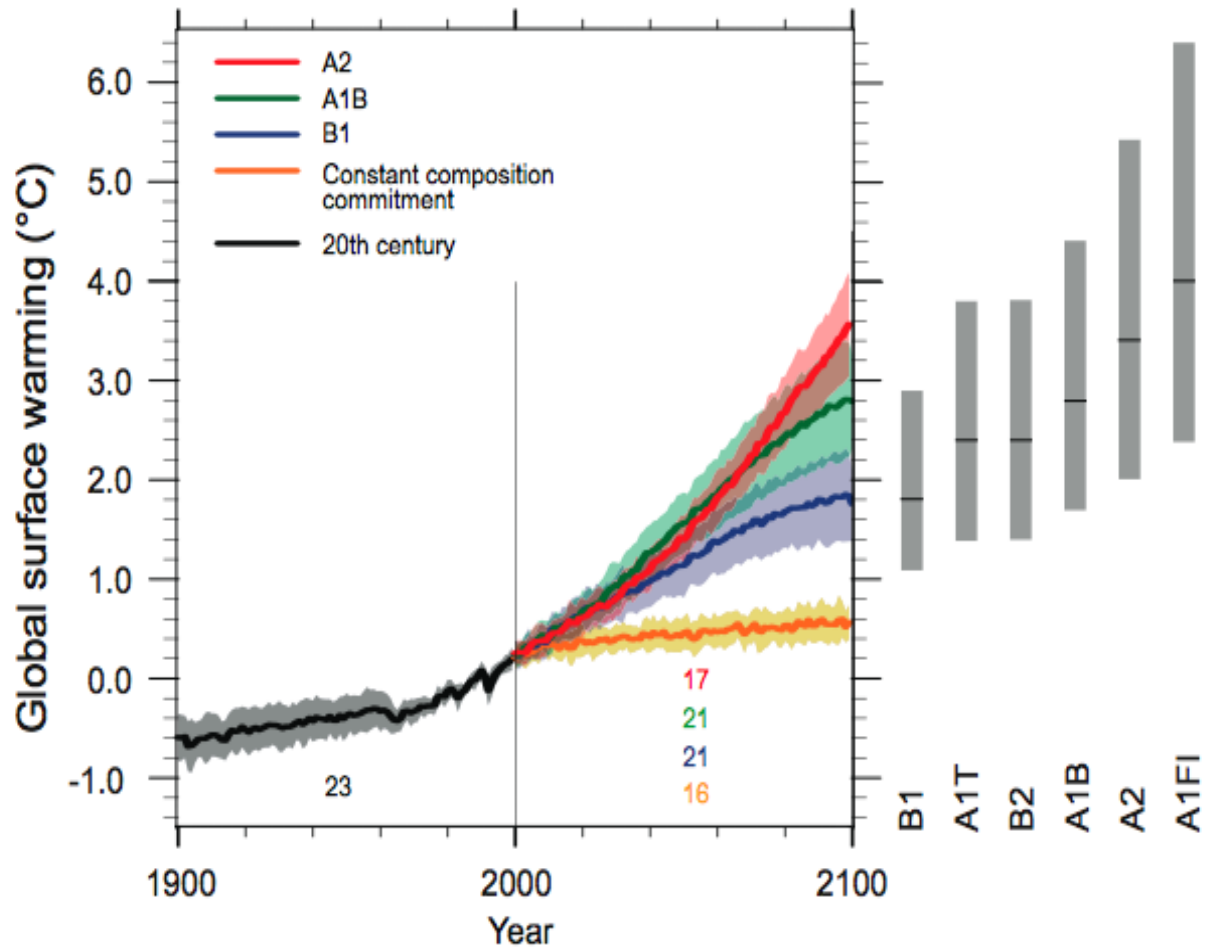 A2
A1B
B1
Constant composition
commitment
20th century
Global surface warming (°C)
6.0
5.0
4.0
3.0
2.0
1.0
0.0
-1.0
17
21
21
16
23
1900
2000
2100
Year
B1
A1T
B2
A1B
A2
A1FI